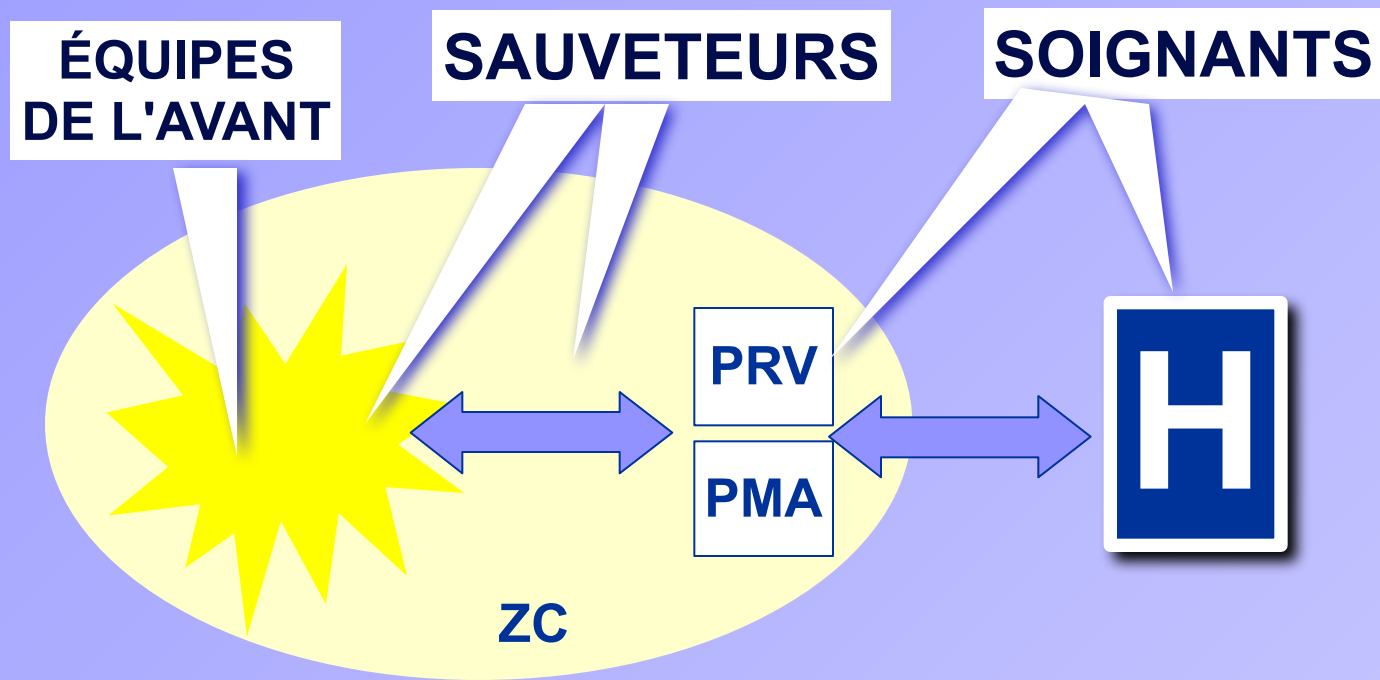 ÉQUIPES
DE L'AVANT
SAUVETEURS
SOIGNANTS
PRV
PMA
H
ZC